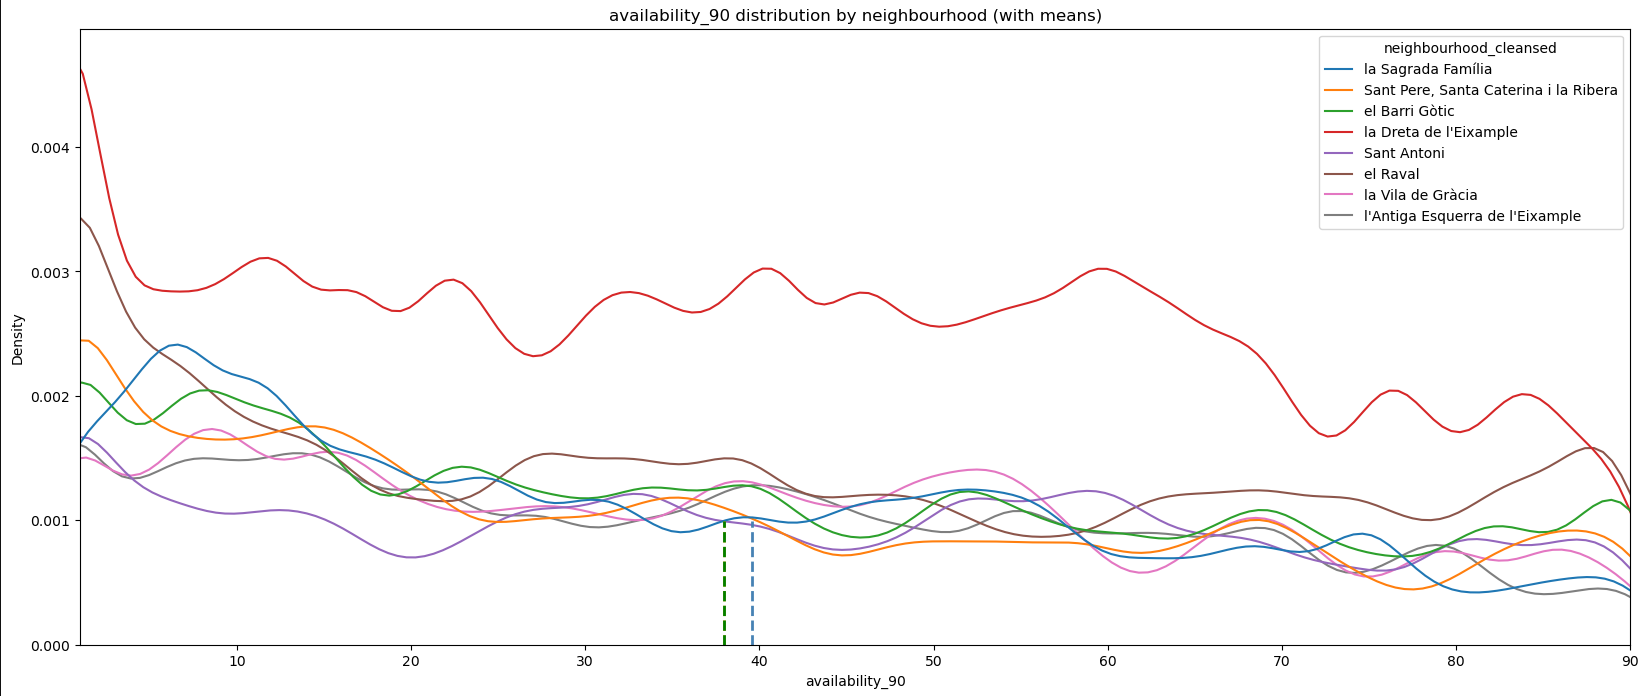 availability_90 distribution by neighbourhood (with means)
neighbourhood_cleansed
la Sagrada Família
Sant Pere, Santa Caterina i la Ribera
el Barri Gòtic
la Dreta de l'Eixample
Sant Antoni
el Raval
la Vila de Gràcia
l'Antiga Esquerra de l'Eixample
Density
0.004
0.003
0.002
0.001
0.000
10 20 30 40 50 60 70 80 90
availability_90